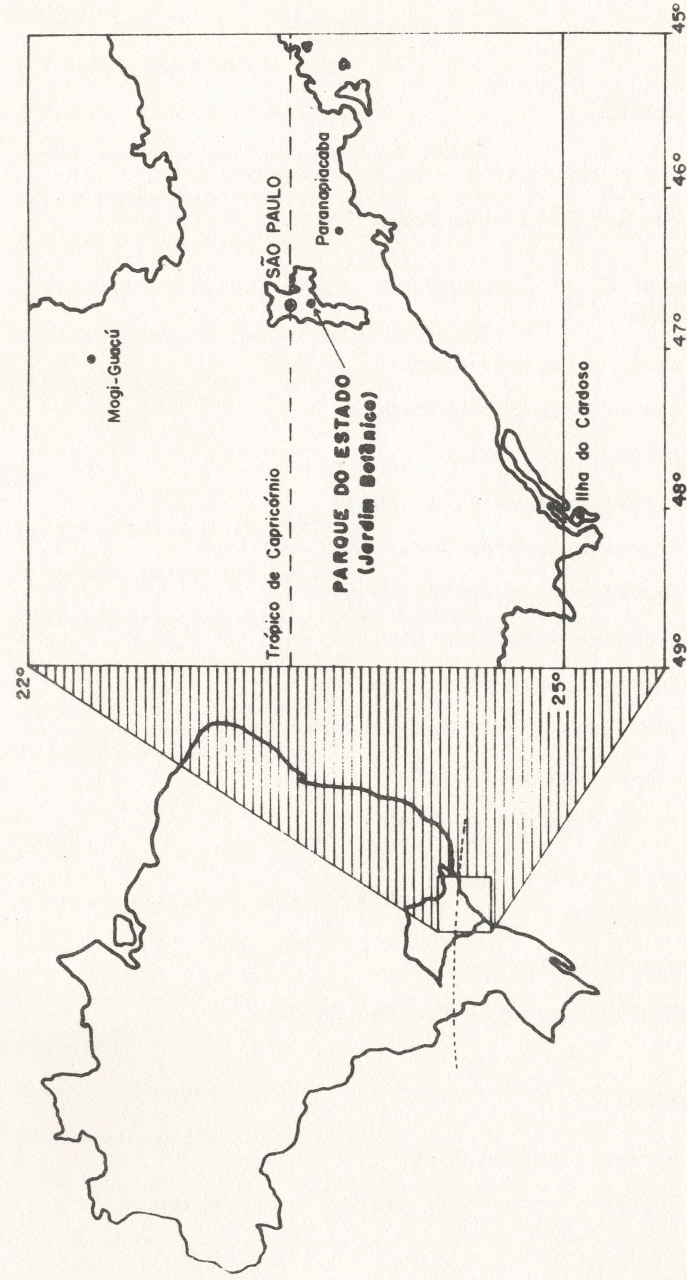 22°
25°
49°
48°
47°
46°
45°
Mogi-Guaçú
Trópico de Capricórnio
SÃO PAULO
Paranapiacaba
PARQUE DO ESTADO
(Jardim Botânico)
Ilha do Cardoso